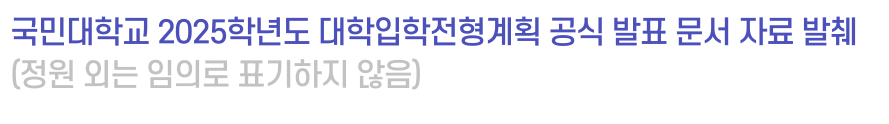 국민대학교 2025학년도 대학입학전형계획 공식 발표 문서 자료 발췌
(정원 외는 임의로 표기하지 않음)